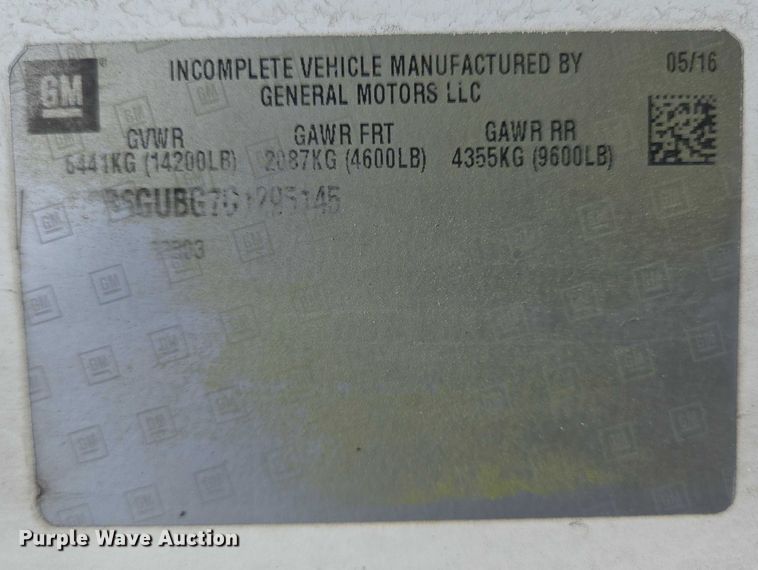 GM
INCOMPLETE VEHICLE MANUFACTURED BY
GENERAL MOTORS LLC
05/16
GVWR GAWR FRT GAWR RR
6441KG (14200LB) 2087KG (4600LB) 4355KG (9600LB)
Purple Wave Auction